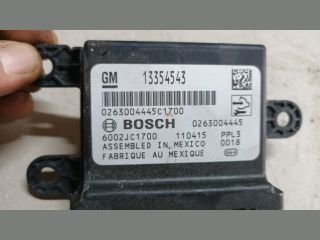 GM 13354543
0263004445C1700
BOSCH 0263004445
6002JC1700 110415 PPL3
ASSEMBLED IN MEXICO 0018
FABRIQUE AU MEXIQUE